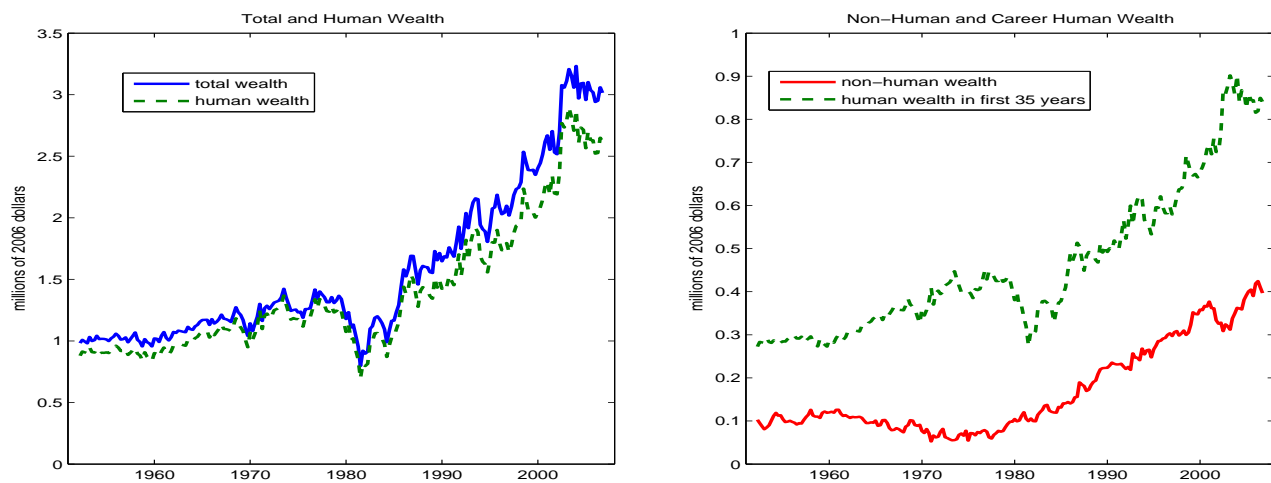 Total and Human Wealth
3.5
3
2.5
2
1.5
1
0.5
0
millions of 2006 dollars
total wealth
human wealth
1960 1970 1980 1990 2000
Non-Human and Career Human Wealth
1
0.9
0.8
0.7
0.6
0.5
0.4
0.3
0.2
0.1
0
millions of 2006 dollars
non-human wealth
human wealth in first 35 years
1960 1970 1980 1990 2000